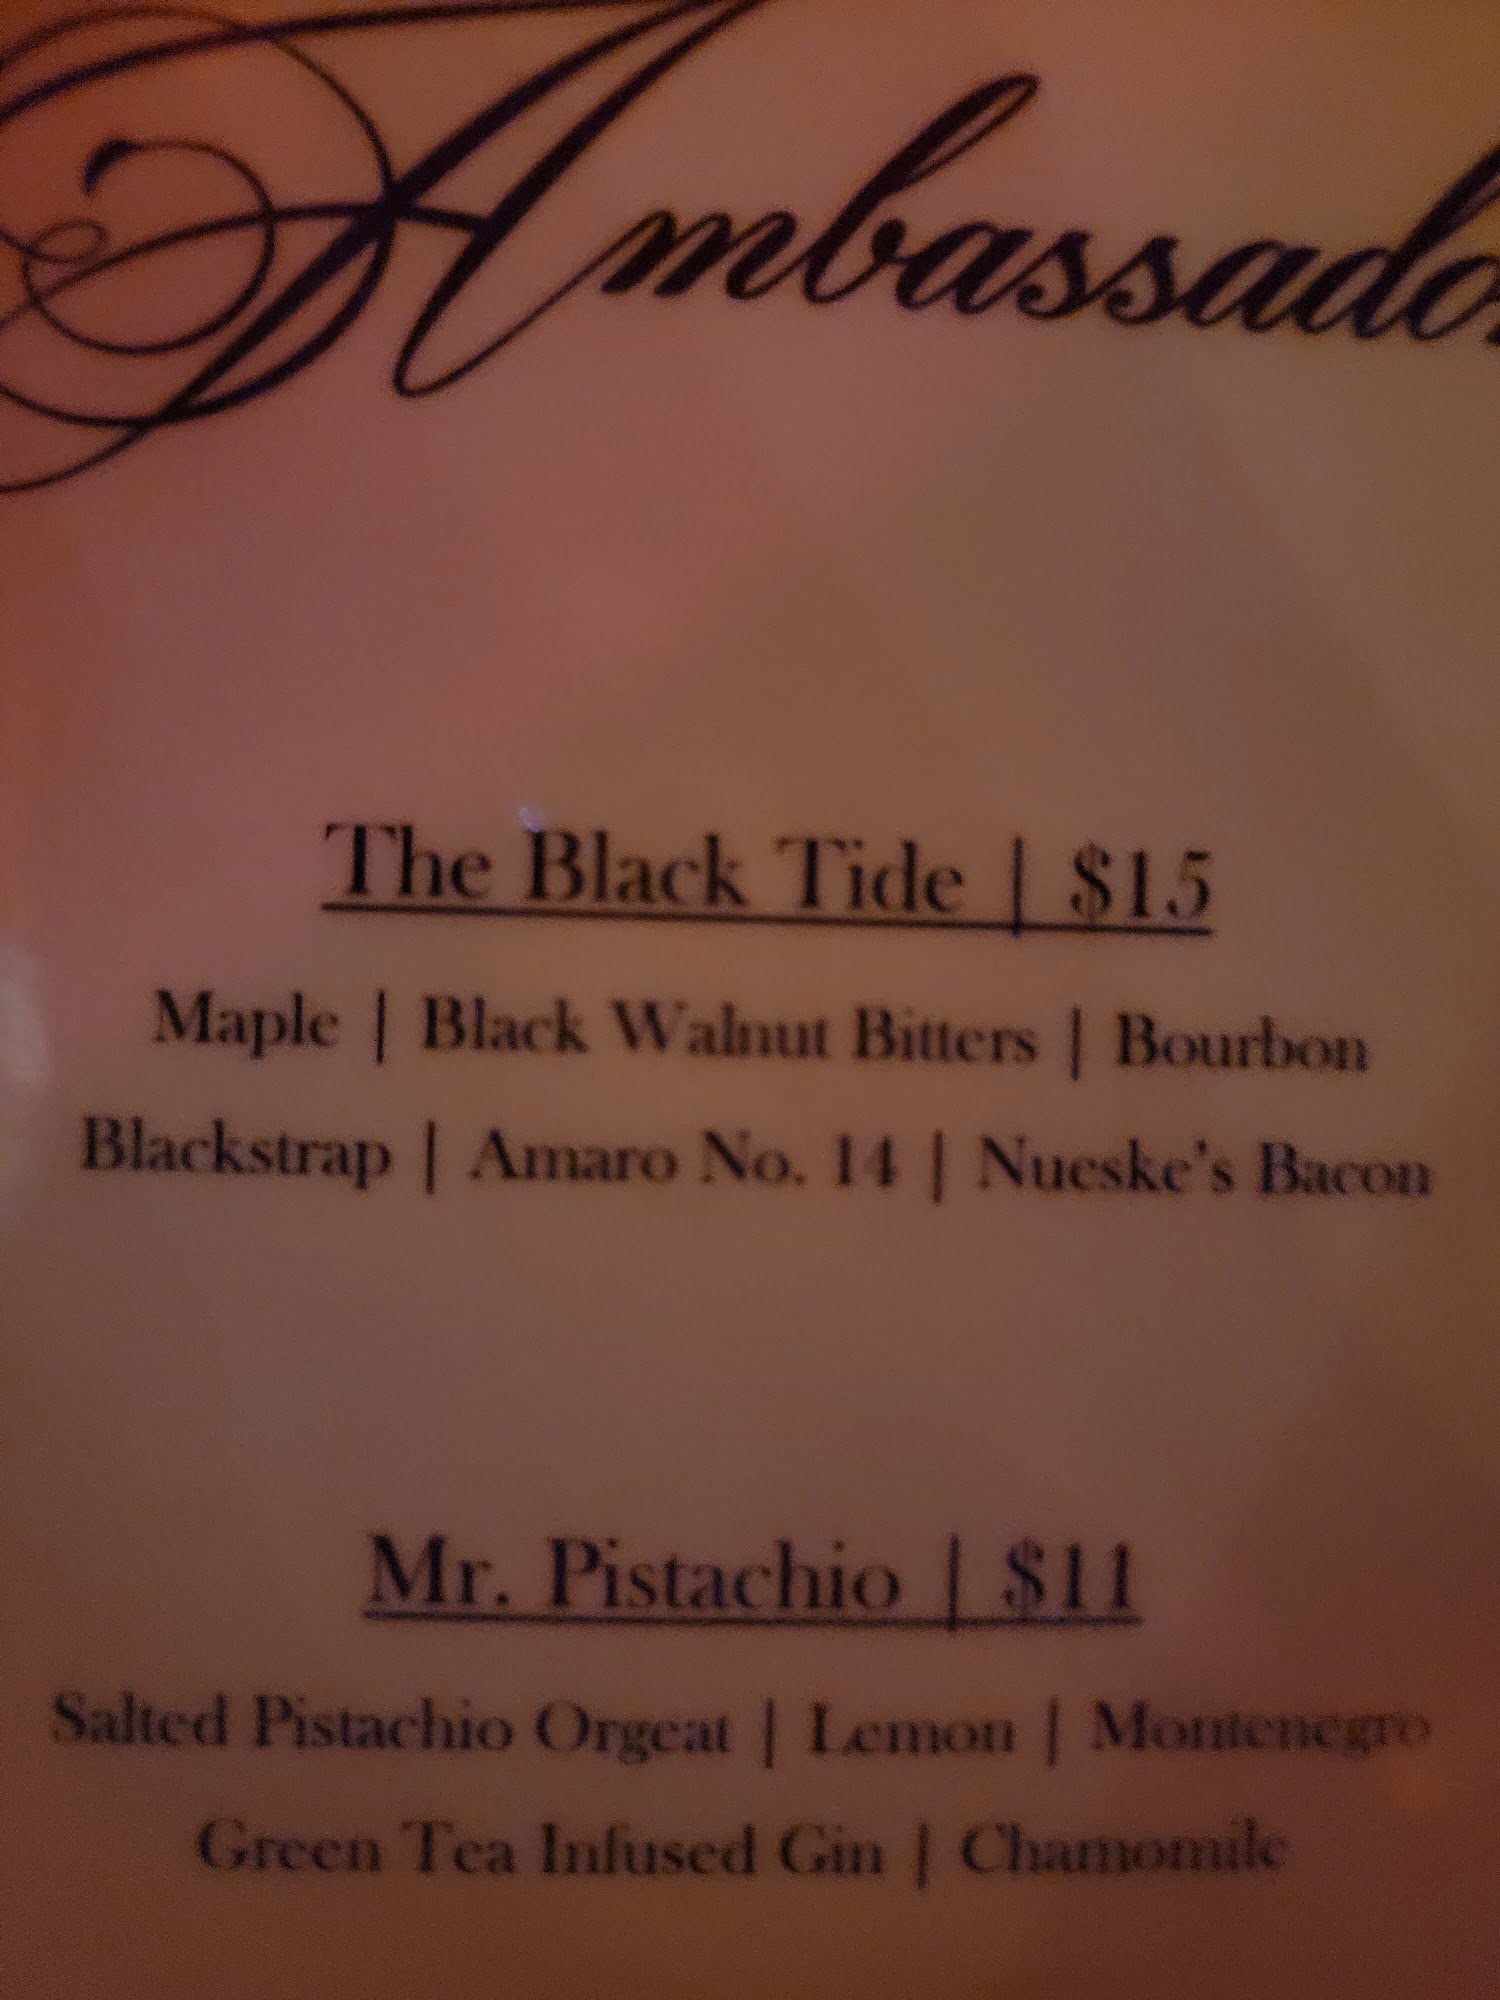 Ambassador
The Black Tide | $15
Maple | Black Walnut Bitters | Bourbon
Blackstrap | Amaro No. 14 | Nueske's Bacon
Mr. Pistachio | $11
Salted Pistachio Orgeat | Lemon | Montenegro
Green Tea Infused Gin | Chamomile